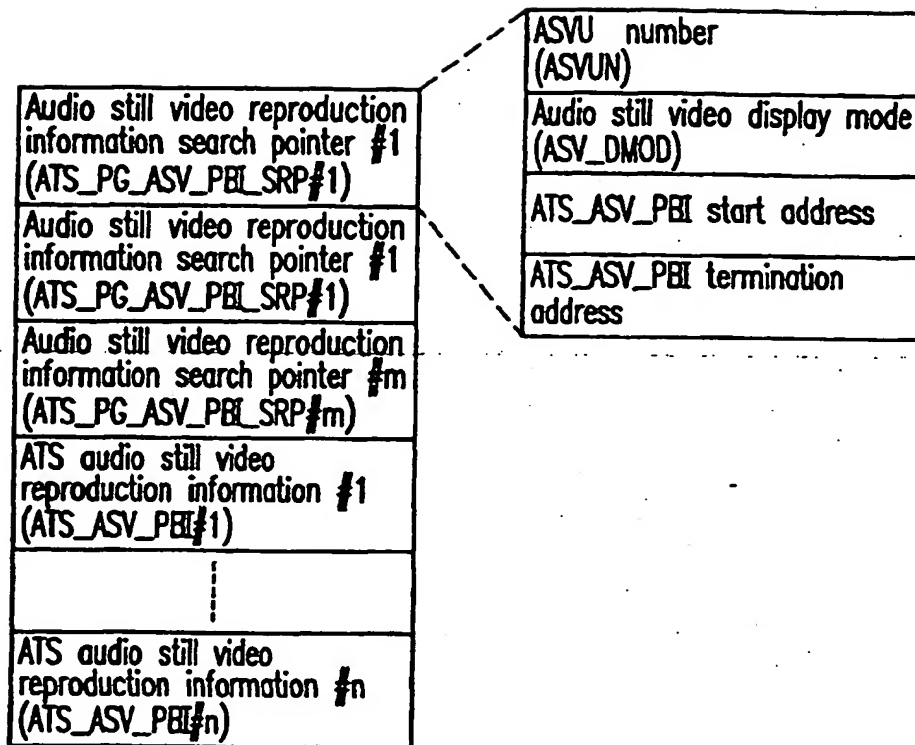 Audio still video reproduction
information search pointer #1
(ATS_PG_ASV_PBI_SRP#1)
Audio still video reproduction
information search pointer #1
(ATS_PG_ASV_PBI_SRP#1)
Audio still video reproduction
information search pointer #m
(ATS_PG_ASV_PBI_SRP#m)
ATS audio still video
reproduction information #1
(ATS_ASV_PBI#1)
ATS audio still video
reproduction information #n
(ATS_ASV_PBI#n)
ASVU number
(ASVUN)
Audio still video display mode
(ASV_DMOD)
ATS_ASV_PBI start address
ATS_ASV_PBI termination
address